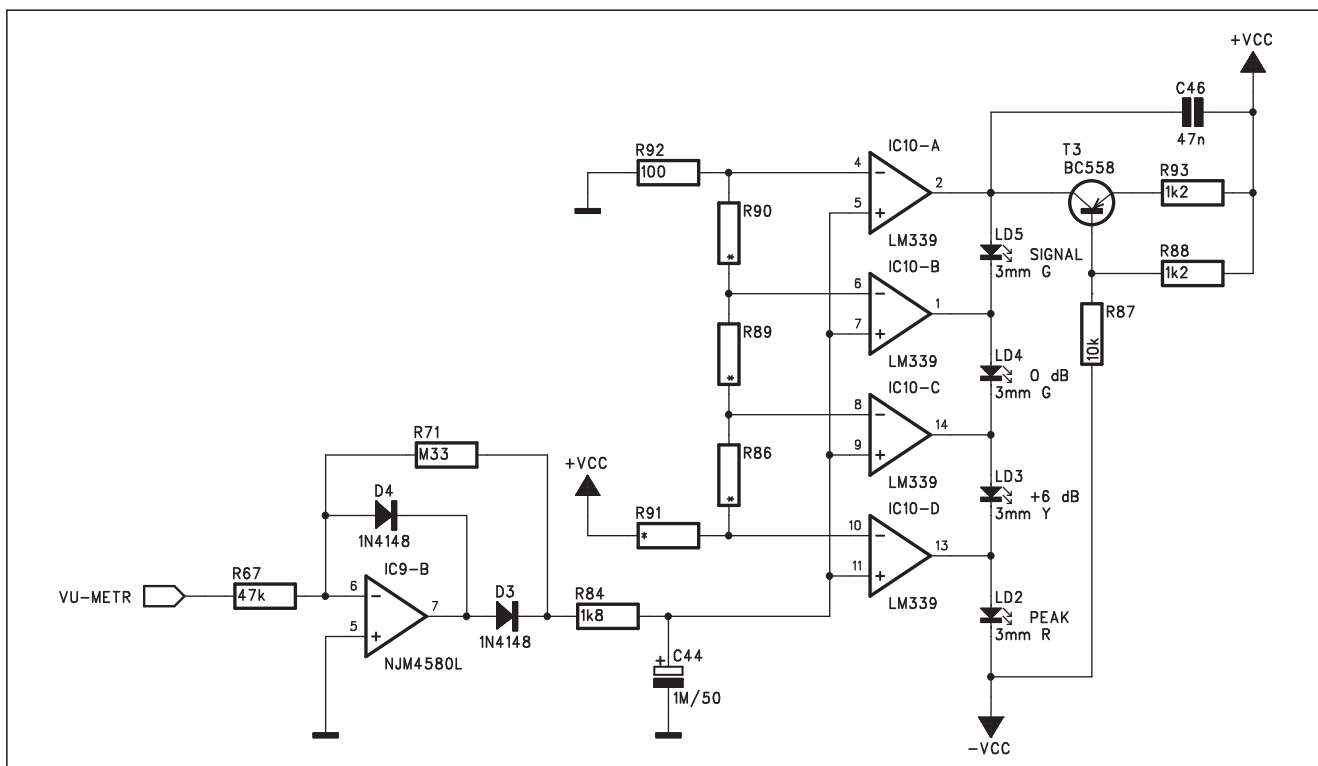 +VCC
C46
47n
IC10-A
R92
100
4
2
5
T3
BC558
R93
1k2
R90
*
LM339
LD5
SIGNAL
3mm G
R88
1k2
IC10-B
6
1
7
R87
10k
R89
*
LM339
LD4
0 dB
3mm G
IC10-C
8
14
9
R71
M33
+VCC
R86
*
LM339
LD3
+6 dB
3mm Y
D4
1N4148
R91
*
IC10-D
10
13
11
VU-METR
R67
47k
IC9-B
6
7
5
D3
1N4148
R84
1k8
LM339
LD2
PEAK
3mm R
NJM4580L
+
C44
1M/50
-VCC